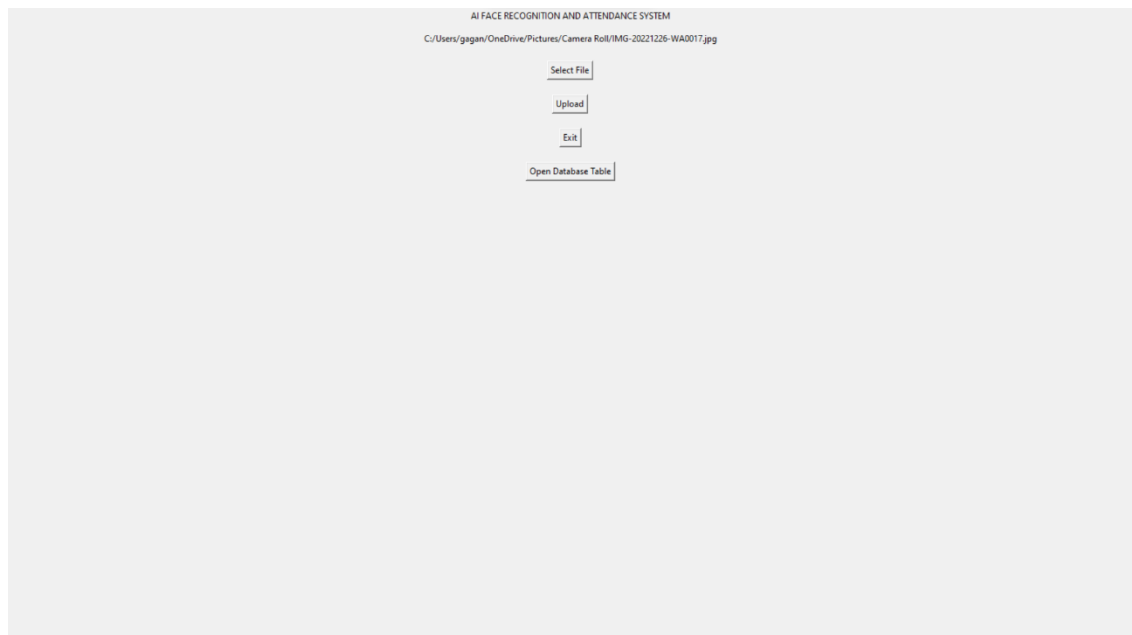 AI FACE RECOGNITION AND ATTENDANCE SYSTEM
C:/Users/gagan/OneDrive/Pictures/Camera Roll/IMG-20221226-WA0017.jpg
Select File
Upload
Exit
Open Database Table